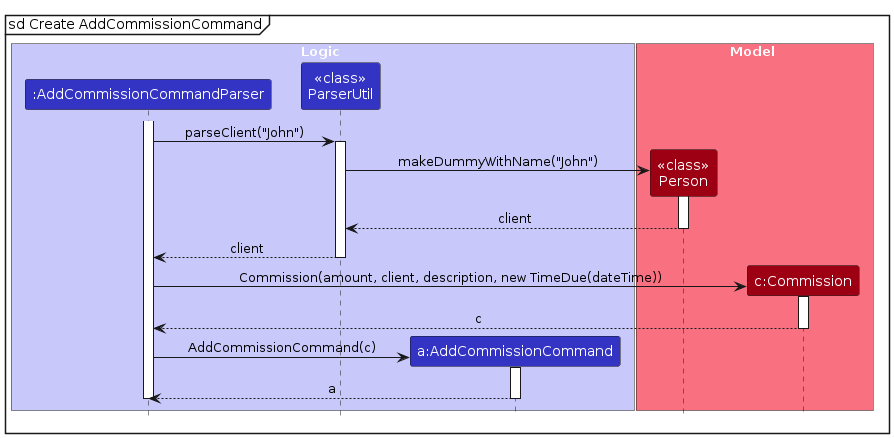 sd Create AddCommissionCommand
Logic
Model
:AddCommissionCommandParser
«class»
ParserUtil
parseClient("John")
makeDummyWithName("John")
«class»
Person
client
client
Commission(amount, client, description, new TimeDue(dateTime))
c:Commission
c
AddCommissionCommand(c)
a:AddCommissionCommand
a